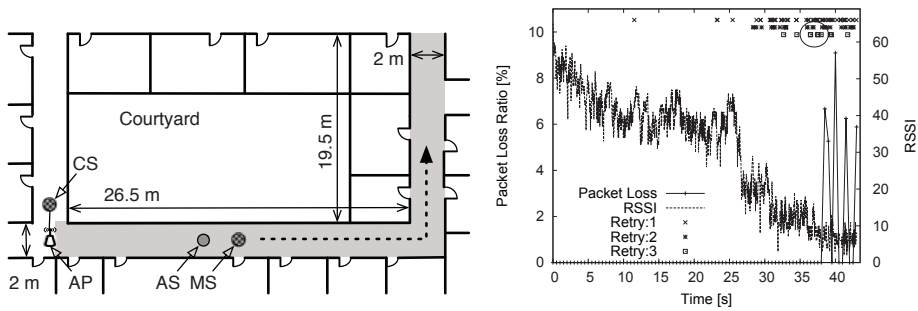 2 m
Courtyard
19.5 m
CS
26.5 m
2 m
AP
AS
MS
Packet Loss Ratio [%]
10
8
6
4
2
0
Packet Loss
RSSI
Retry:1
Retry:2
Retry:3
60
50
40
30
20
10
0
RSSI
0 5 10 15 20 25 30 35 40
Time [s]